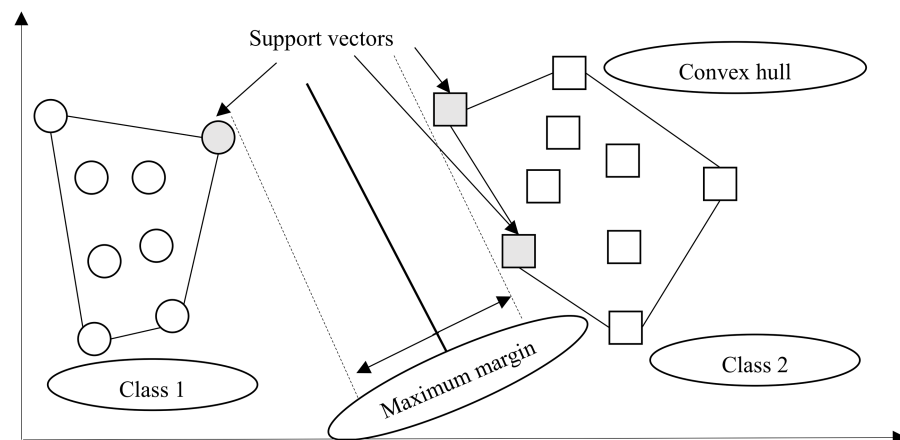 Support vectors
Convex hull
Maximum margin
Class 1
Class 2